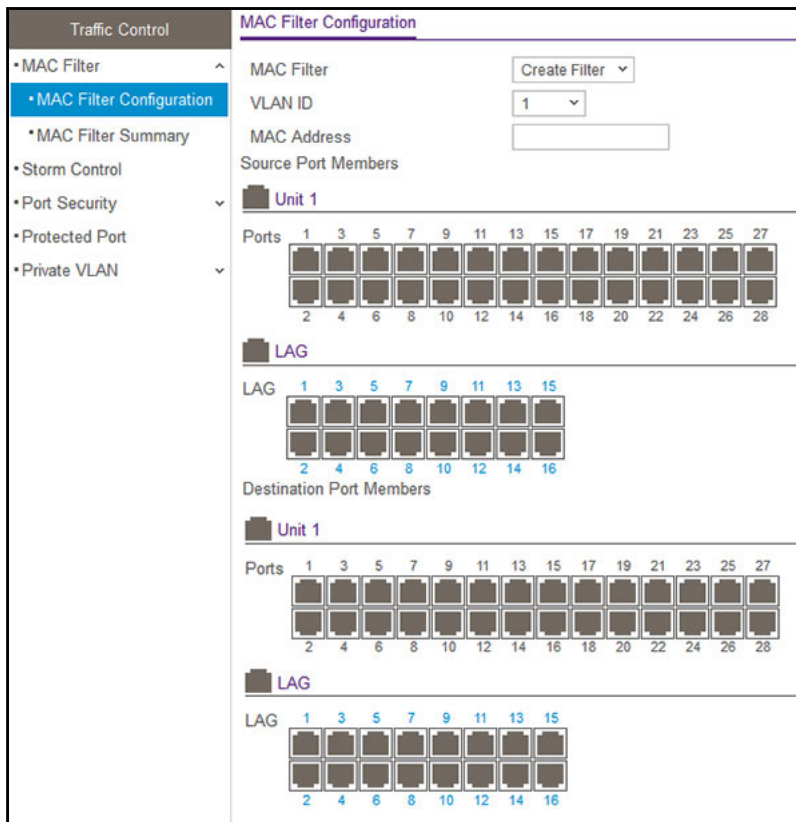 Traffic Control
• MAC Filter
• MAC Filter Configuration
• MAC Filter Summary
• Storm Control
• Port Security
• Protected Port
• Private VLAN
MAC Filter Configuration
MAC Filter Create Filter
VLAN ID 1
MAC Address
Source Port Members
Unit 1
Ports 1 3 5 7 9 11 13 15 17 19 21 23 25 27
2 4 6 8 10 12 14 16 18 20 22 24 26 28
LAG
LAG 1 3 5 7 9 11 13 15
2 4 6 8 10 12 14 16
Destination Port Members
Unit 1
Ports 1 3 5 7 9 11 13 15 17 19 21 23 25 27
2 4 6 8 10 12 14 16 18 20 22 24 26 28
LAG
LAG 1 3 5 7 9 11 13 15
2 4 6 8 10 12 14 16